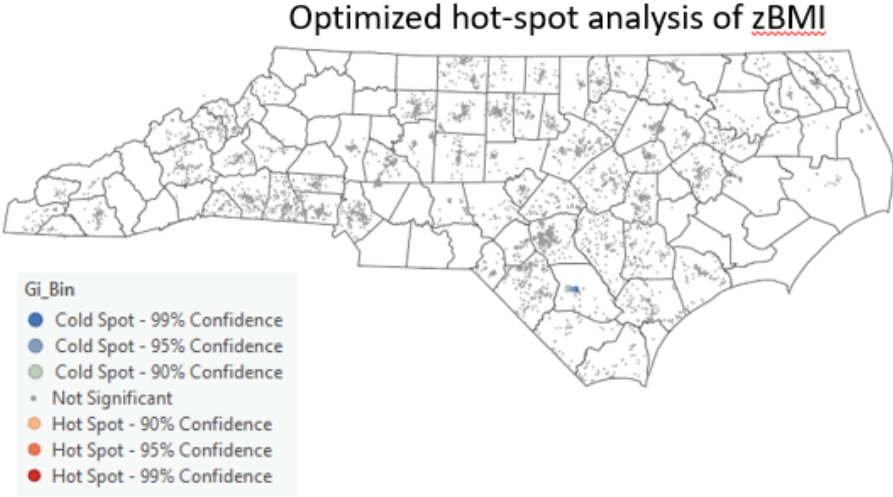 Optimized hot-spot analysis of zBMI
Gi_Bin
Cold Spot - 99% Confidence
Cold Spot - 95% Confidence
Cold Spot - 90% Confidence
Not Significant
Hot Spot - 90% Confidence
Hot Spot - 95% Confidence
Hot Spot - 99% Confidence